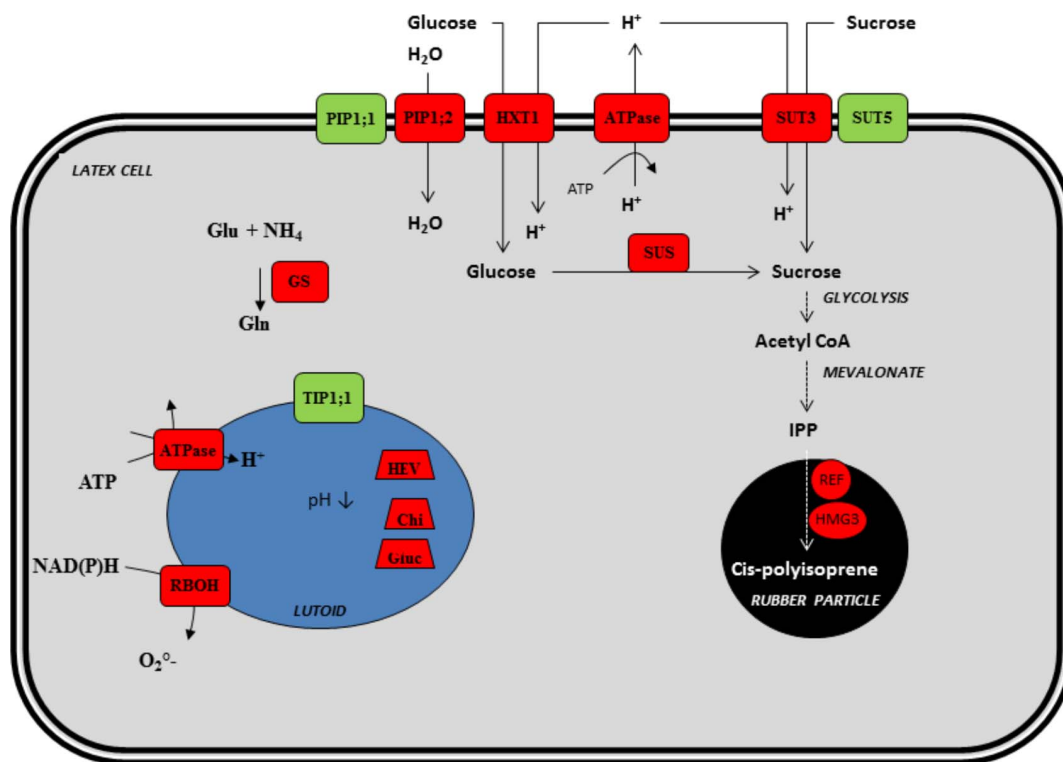 Glucose
H⁺
Sucrose
H₂O
PIP1;1
PIP1;2
HXT1
ATPase
SUT3
SUT5
LATEX CELL
ATP
H⁺
H⁺
H₂O
H⁺
Glu + NH₄
GS
Gln
Glucose
SUS
Sucrose
GLYCOLYSIS
Acetyl CoA
MEVALONATE
IPP
TIP1;1
ATPase
H⁺
ATP
HEV
pH ↓
Chi
Gluc
NAD(P)H
RBOH
LUTOID
O₂°-
REF
HMG3
Cis-polyisoprene
RUBBER PARTICLE